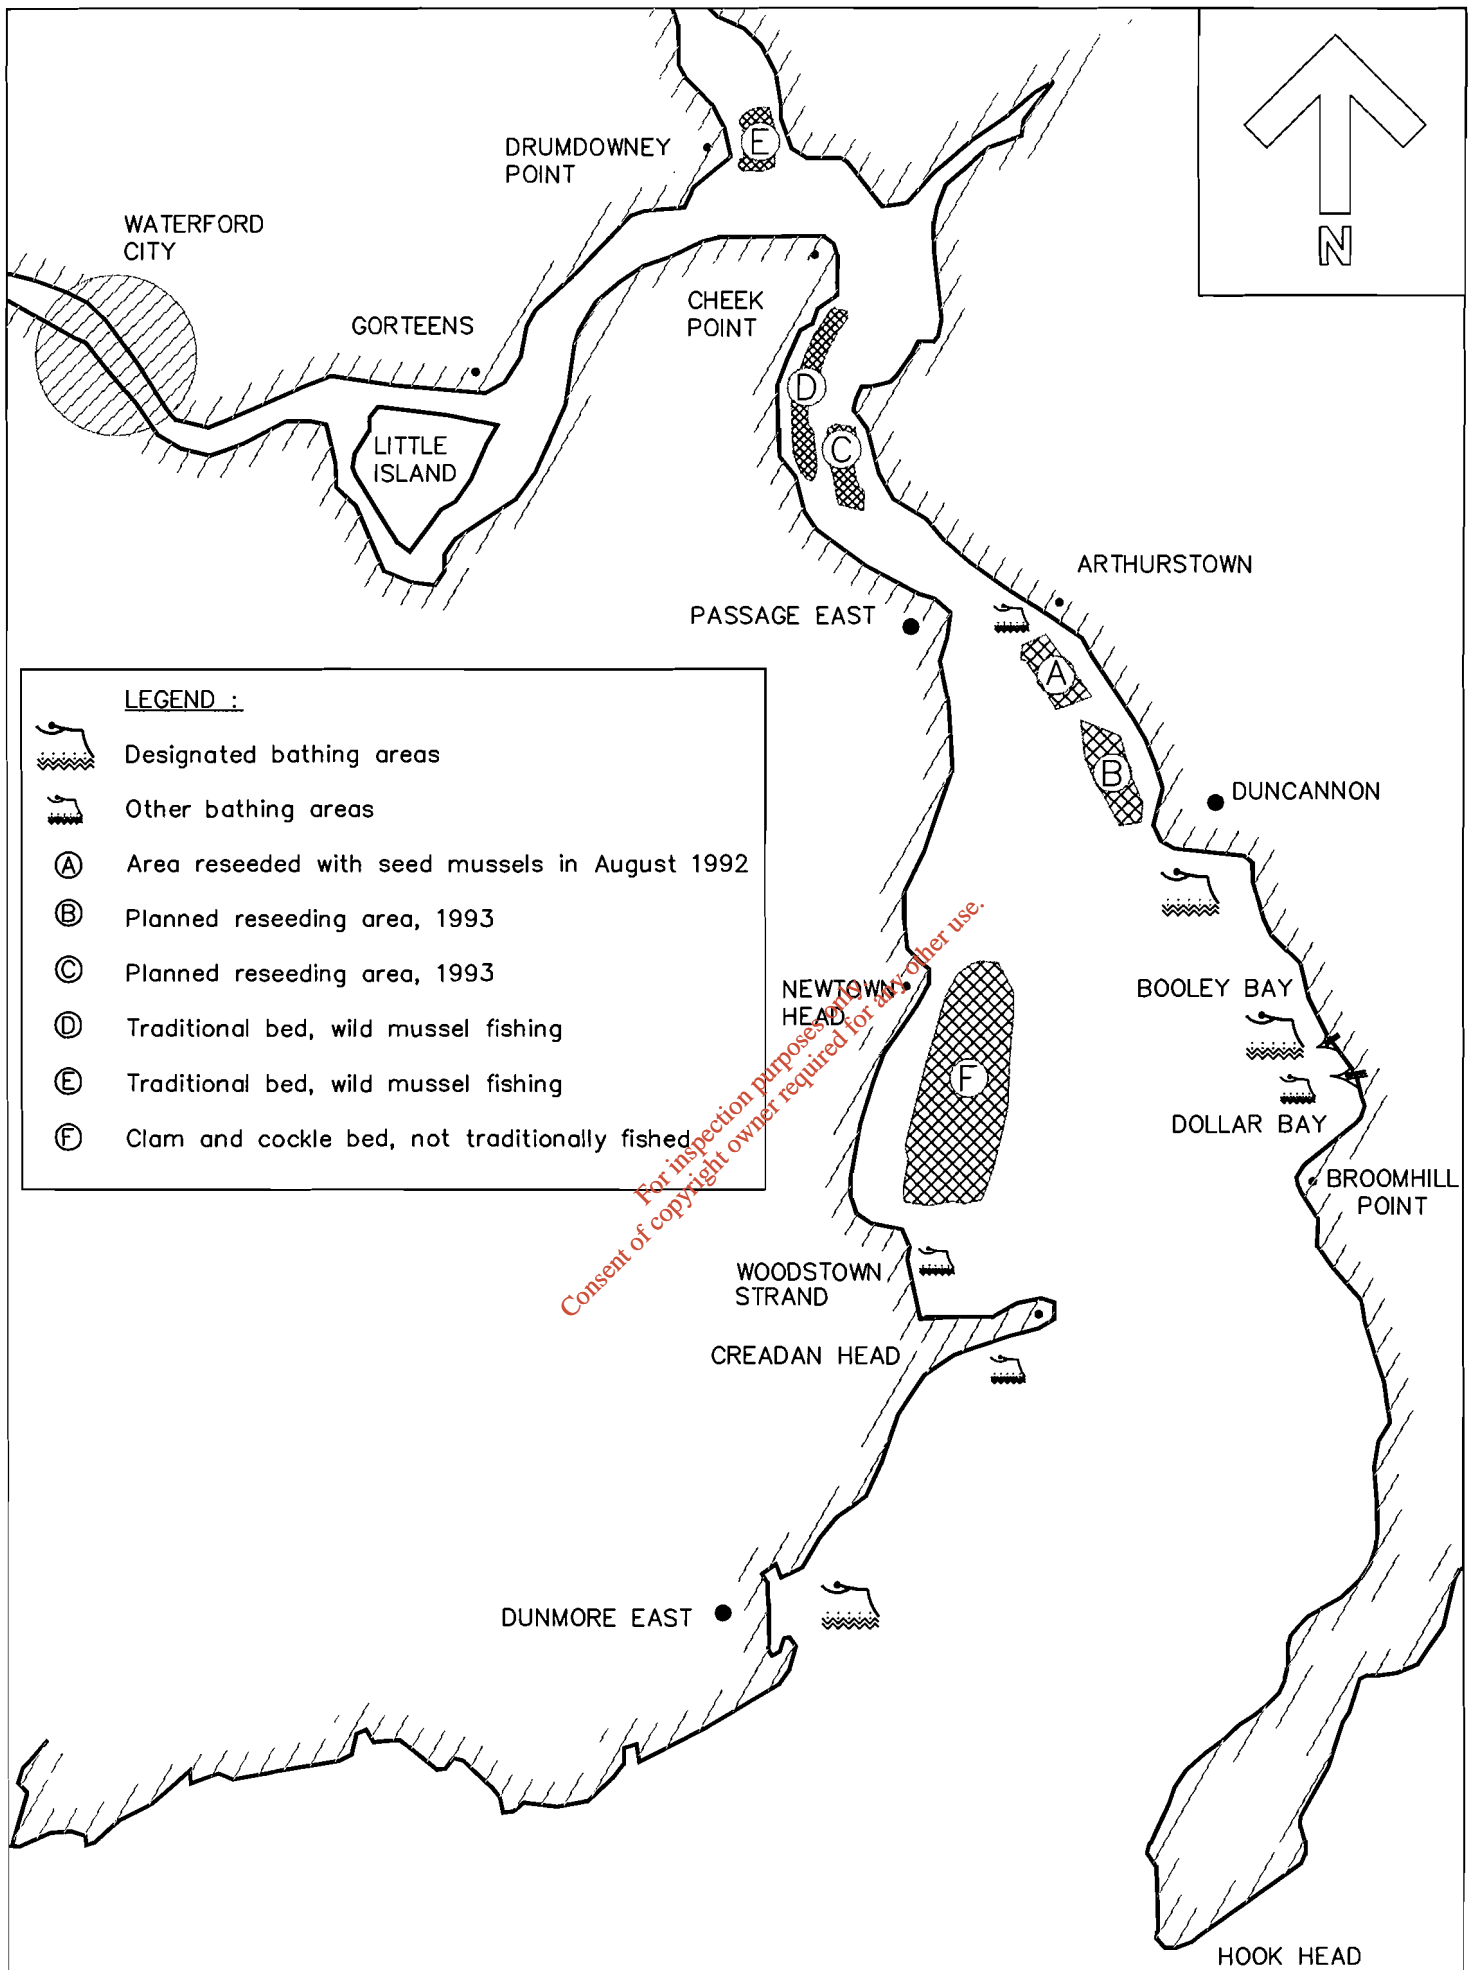 DRUMDOWNEY
POINT
E
N
WATERFORD
CITY
GORTEENS
CHEEK
POINT
LITTLE
ISLAND
D
C
ARTHURSTOWN
PASSAGE EAST
A
B
DUNCANNON
LEGEND :
Designated bathing areas
Other bathing areas
A Area reseeded with seed mussels in August 1992
B Planned reseeding area, 1993
C Planned reseeding area, 1993
D Traditional bed, wild mussel fishing
E Traditional bed, wild mussel fishing
F Clam and cockle bed, not traditionally fished
NEWTOWN
HEAD
F
BOOLEY BAY
DOLLAR BAY
BROOMHILL
POINT
WOODSTOWN
STRAND
CREADAN HEAD
DUNMORE EAST
HOOK HEAD
For inspection purposes only.
Consent of copyright owner required for any other use.